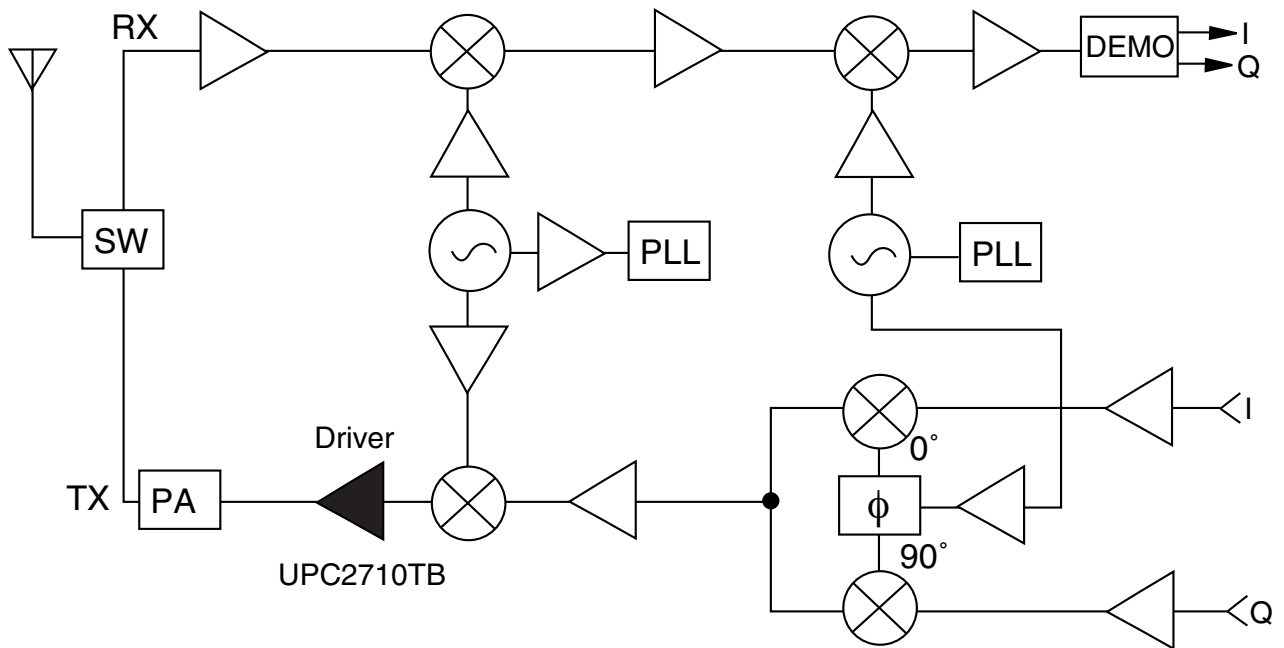 RX
DEMO
I
Q
SW
PLL
PLL
Driver
I
0°
TX
PA
ϕ
90°
UPC2710TB
Q